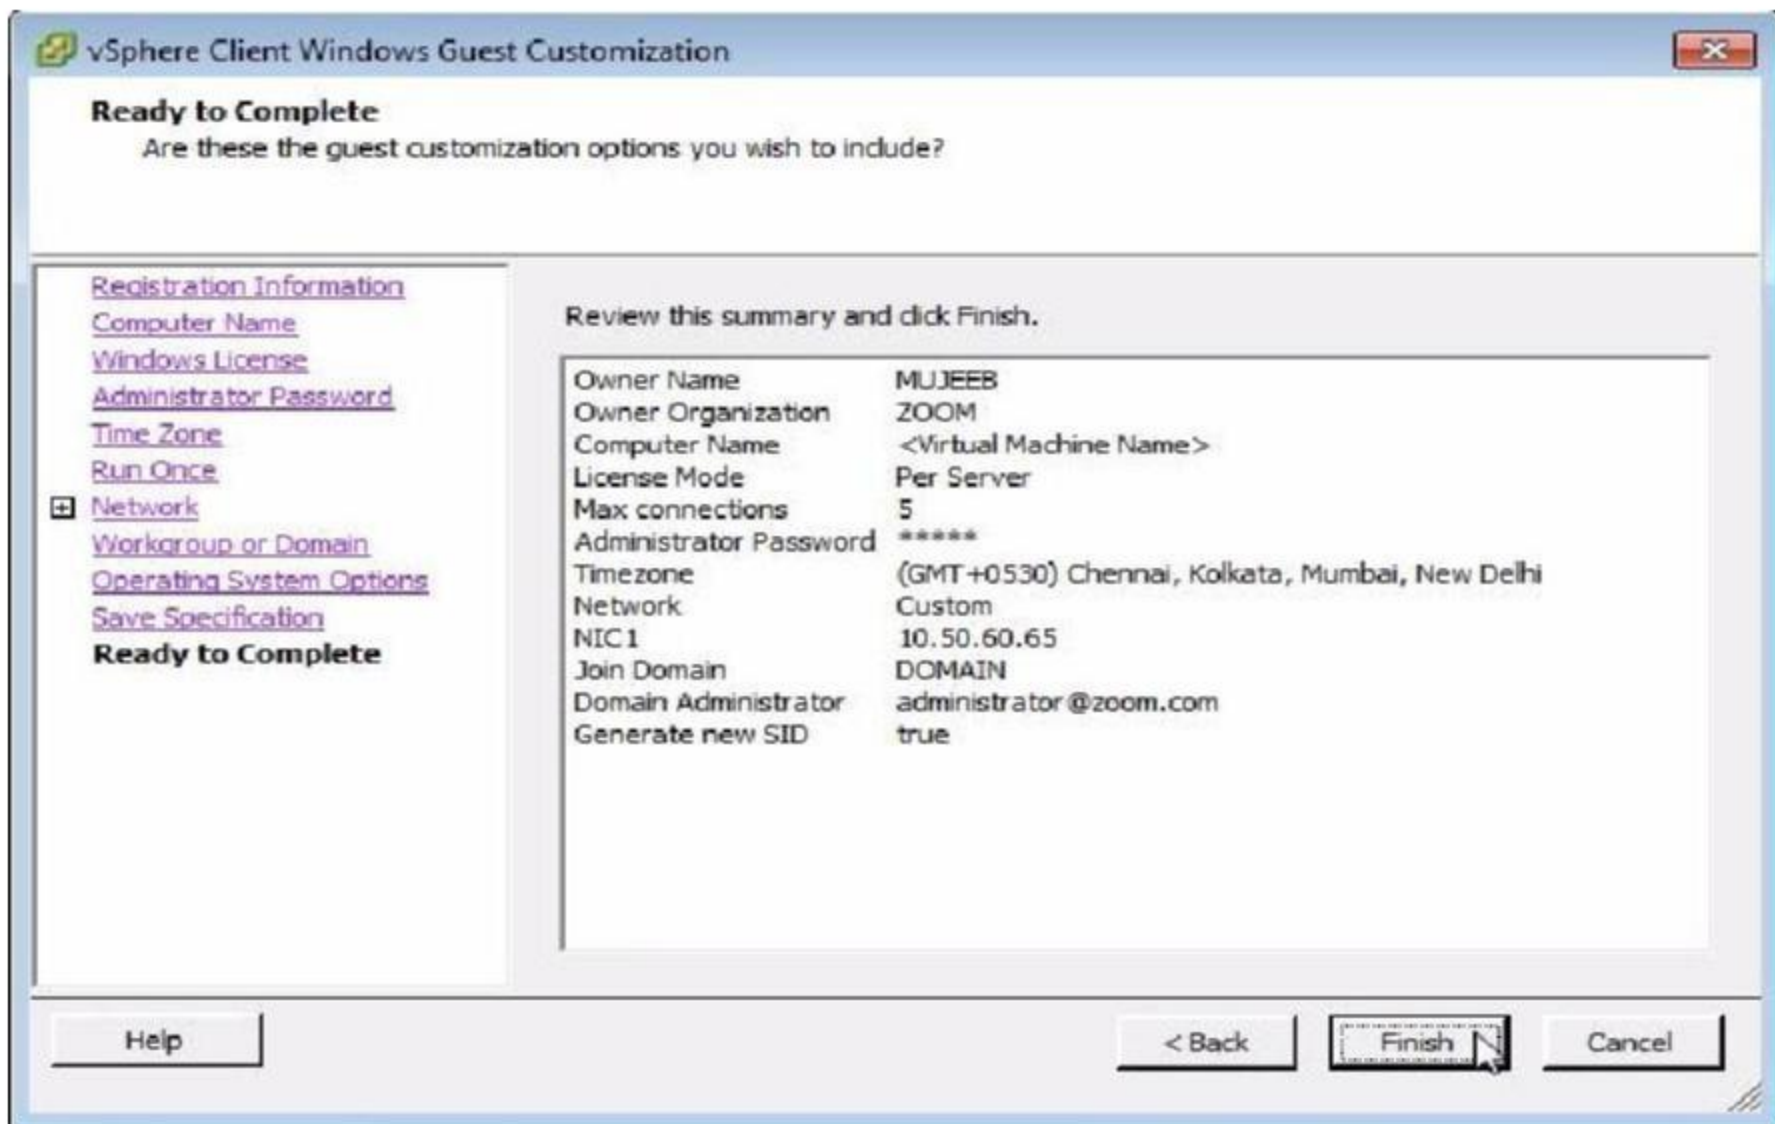 vSphere Client Windows Guest Customization
Ready to Complete
Are these the guest customization options you wish to include?
Registration Information
Computer Name
Windows License
Administrator Password
Time Zone
Run Once
Network
Workgroup or Domain
Operating System Options
Save Specification
Ready to Complete
Review this summary and click Finish.
Owner Name MUJEEB
Owner Organization ZOOM
Computer Name <Virtual Machine Name>
License Mode Per Server
Max connections 5
Administrator Password *****
Timezone (GMT+0530) Chennai, Kolkata, Mumbai, New Delhi
Network Custom
NIC1 10.50.60.65
Join Domain DOMAIN
Domain Administrator administrator@zoom.com
Generate new SID true
Help
< Back
Finish
Cancel